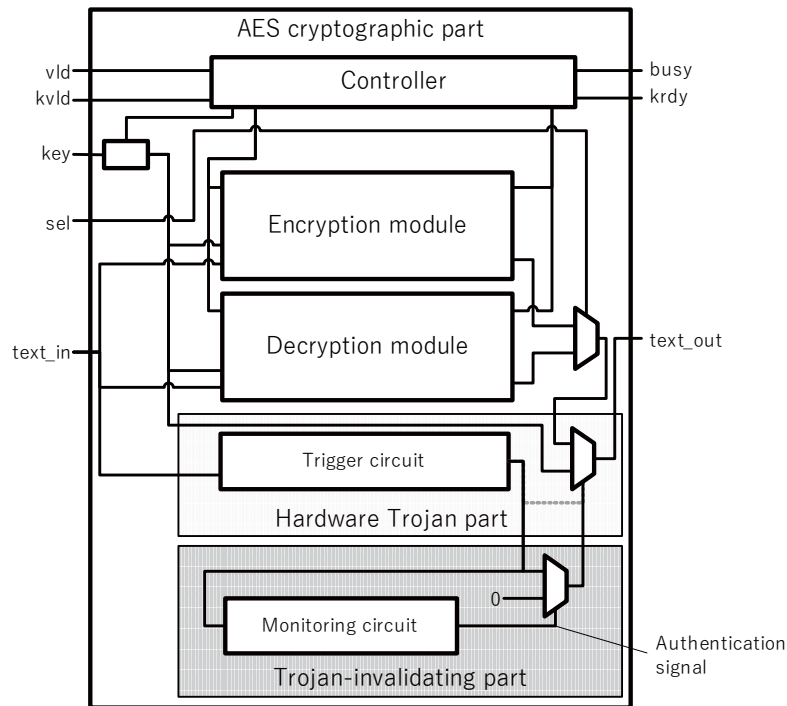 AES cryptographic part
vld
Controller
busy
kvld
krdy
key
sel
Encryption module
text_in
Decryption module
text_out
Trigger circuit
Hardware Trojan part
0
Monitoring circuit
Authentication
signal
Trojan-invalidating part